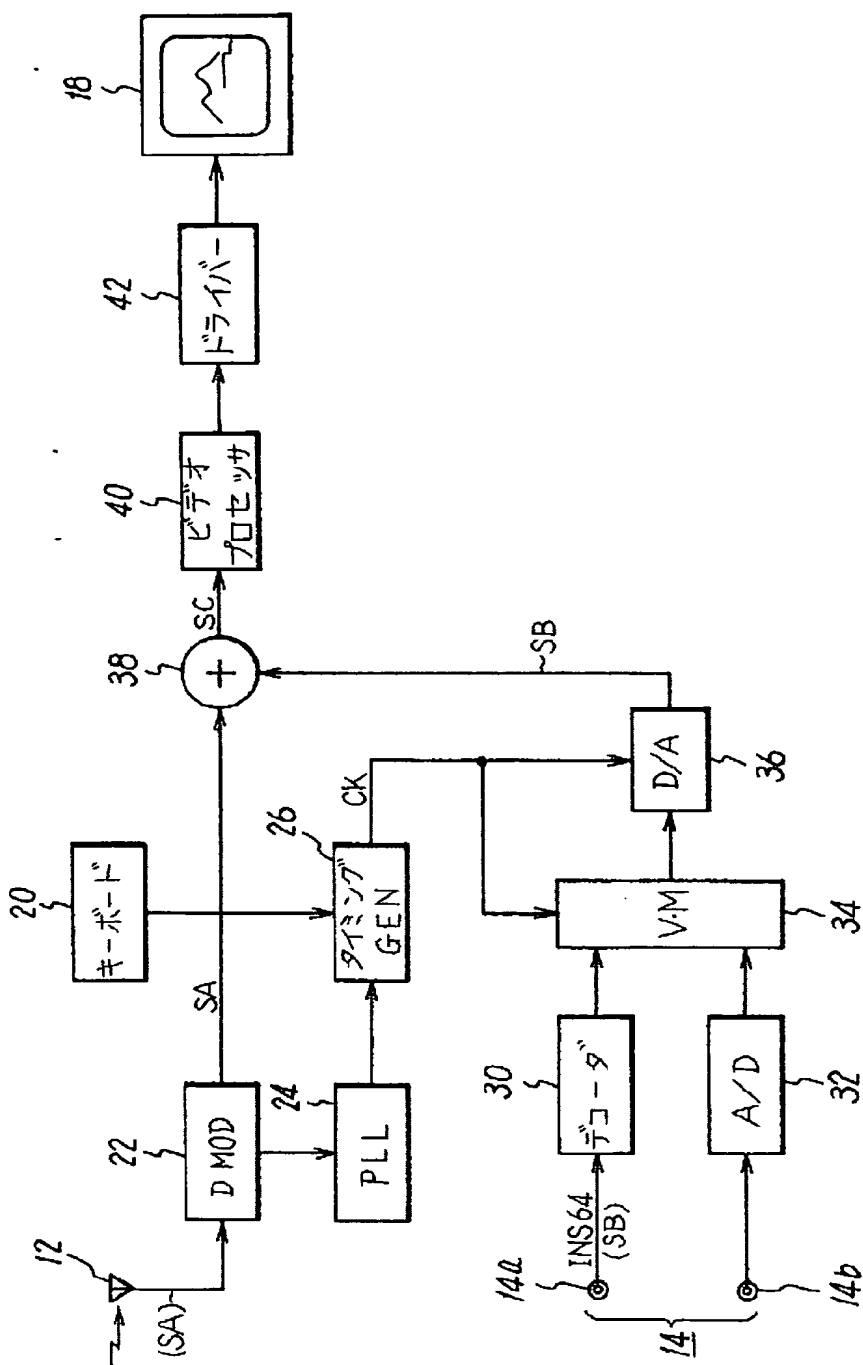 12
(SA)
22
DMOD
24
PLL
SA
20
キーボード
26
タイミング
GEN
CK
38
+
SC
40
ビデオ
プロセッサ
42
ドライバー
18
14a
INS64
(SB)
14b
14
30
デコーダ
A/D
32
V.M
34
D/A
36
SB